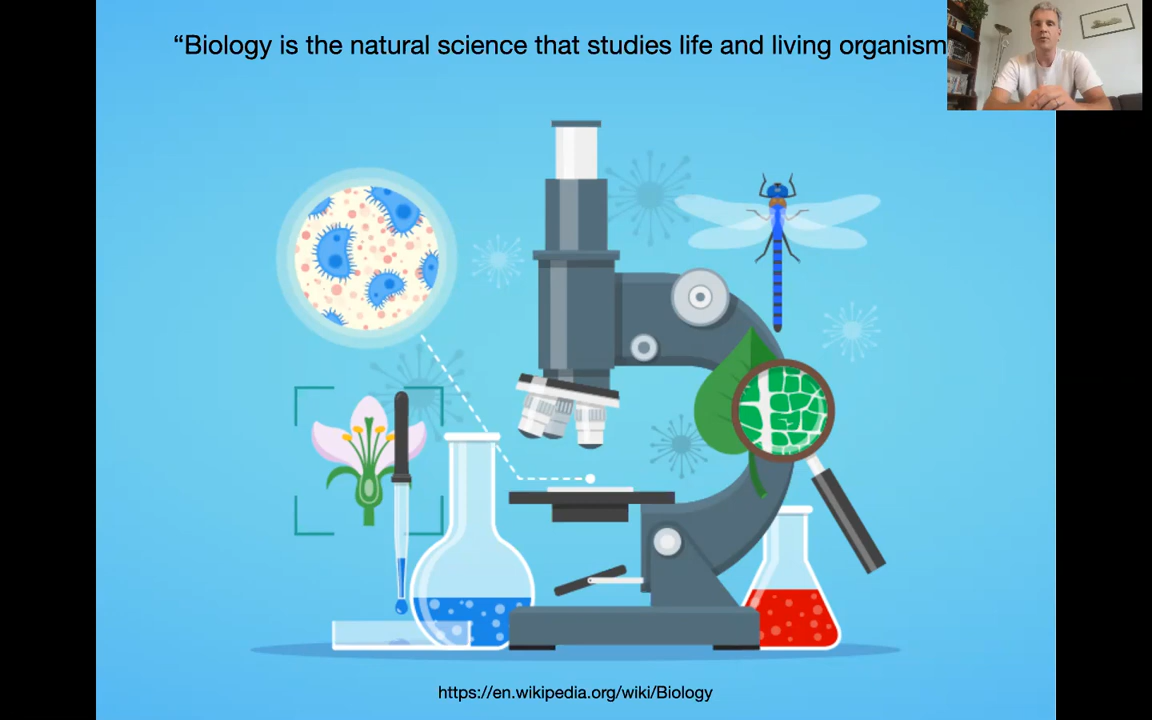 “Biology is the natural science that studies life and living organism
https://en.wikipedia.org/wiki/Biology